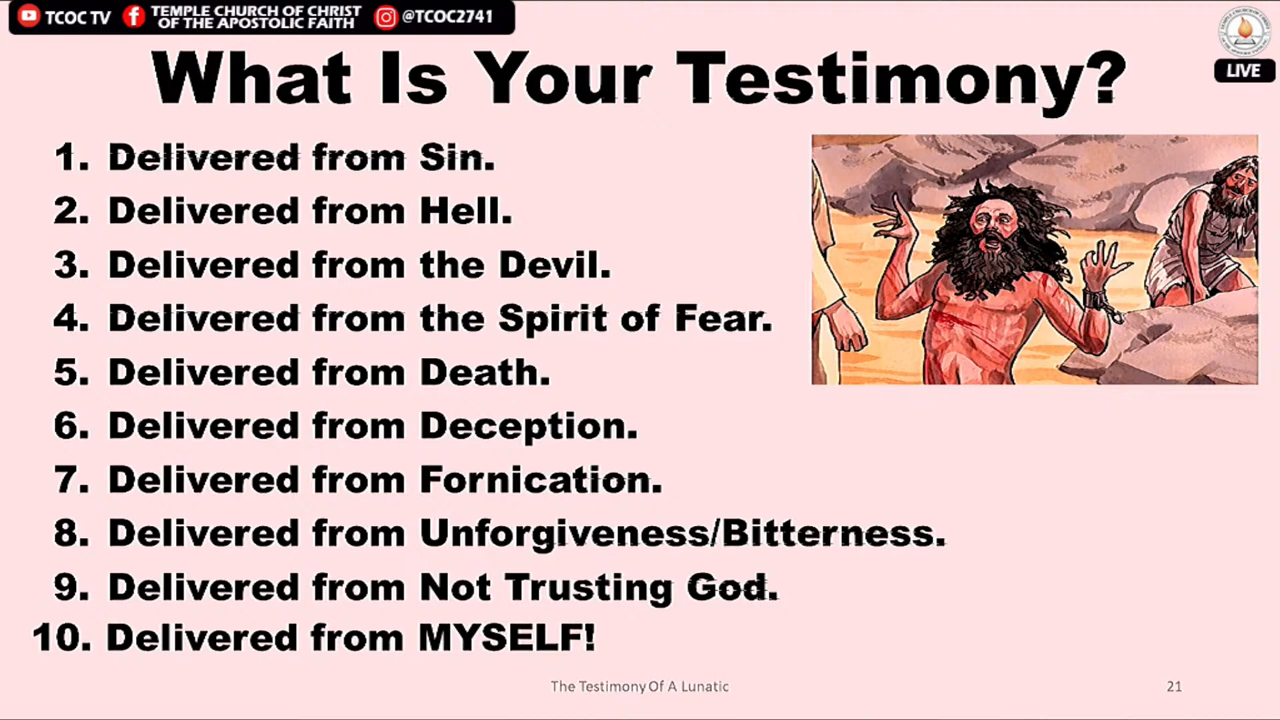 TCOC TV
TEMPLE CHURCH OF CHRIST
OF THE APOSTOLIC FAITH
@TCOC2741
LIVE
What Is Your Testimony?
1. Delivered from Sin.
2. Delivered from Hell.
3. Delivered from the Devil.
4. Delivered from the Spirit of Fear.
5. Delivered from Death.
6. Delivered from Deception.
7. Delivered from Fornication.
8. Delivered from Unforgiveness/Bitterness.
9. Delivered from Not Trusting God.
10. Delivered from MYSELF!
The Testimony Of A Lunatic
21